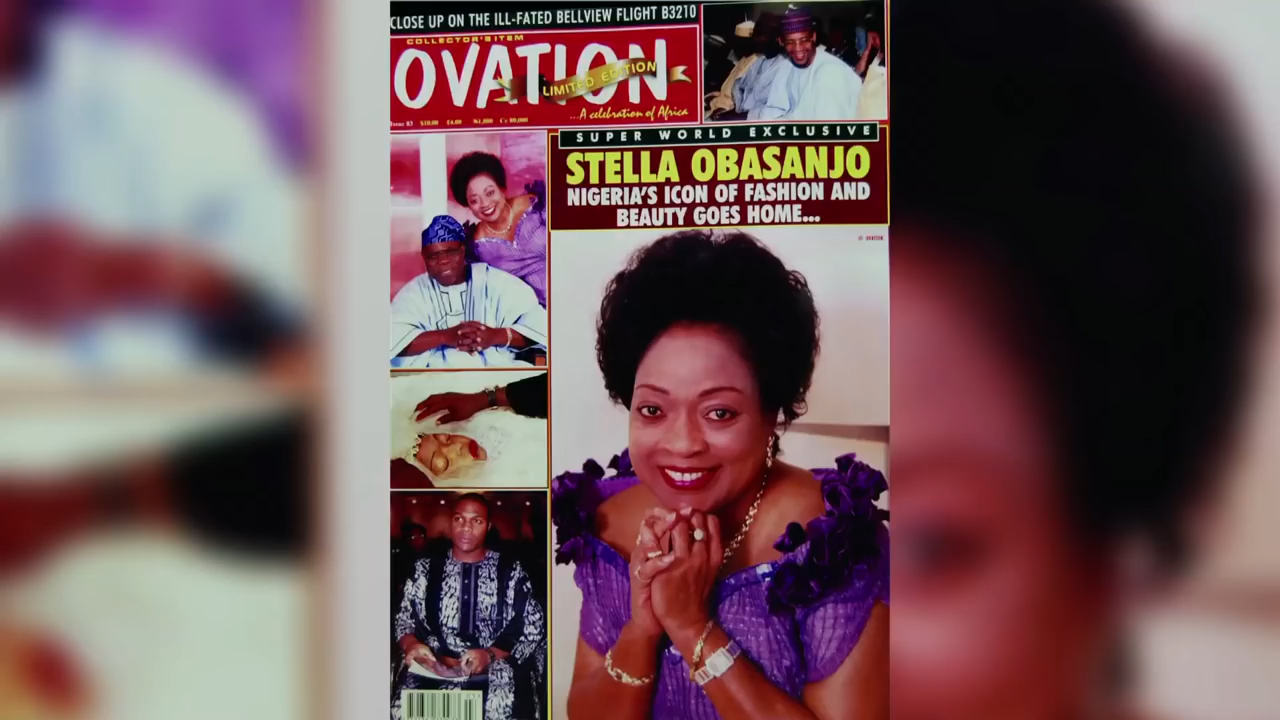 CLOSE UP ON THE ILL-FATED BELLVIEW FLIGHT B3210
COLLECTOR'S ITEM
OVATION
LIMITED EDITION
...A celebration of Africa
SUPER WORLD EXCLUSIVE
STELLA OBASANJO
NIGERIA'S ICON OF FASHION AND
BEAUTY GOES HOME...